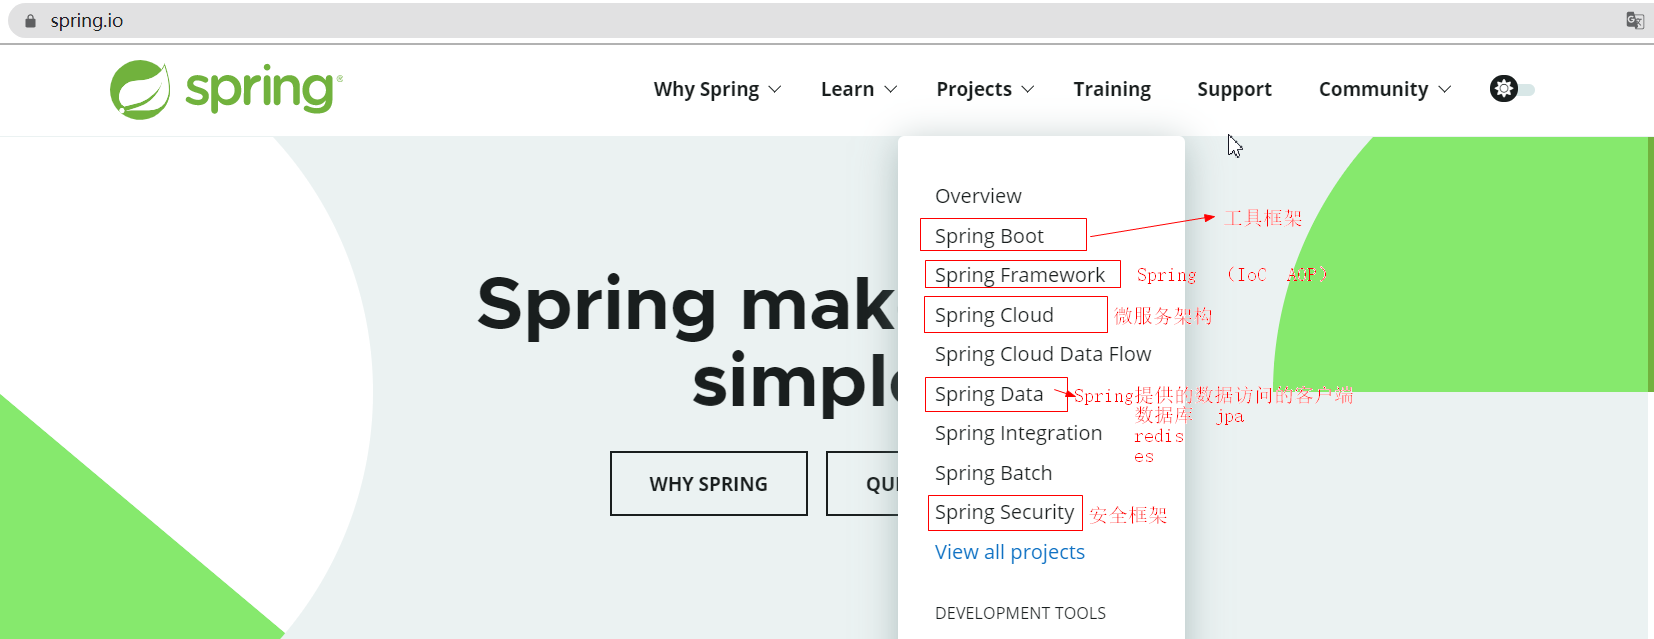 spring.io
spring
Why Spring
Learn
Projects
Training
Support
Community
Overview
Spring Boot
工具框架
Spring Framework
Spring （IoC AOP）
Spring Cloud
微服务架构
Spring Cloud Data Flow
Spring Data
Spring提供的数据访问的客户端
数据库 jpa
Spring Integration
redis
es
Spring Batch
Spring Security
安全框架
View all projects
DEVELOPMENT TOOLS
Spring mak
simpl
WHY SPRING
QU